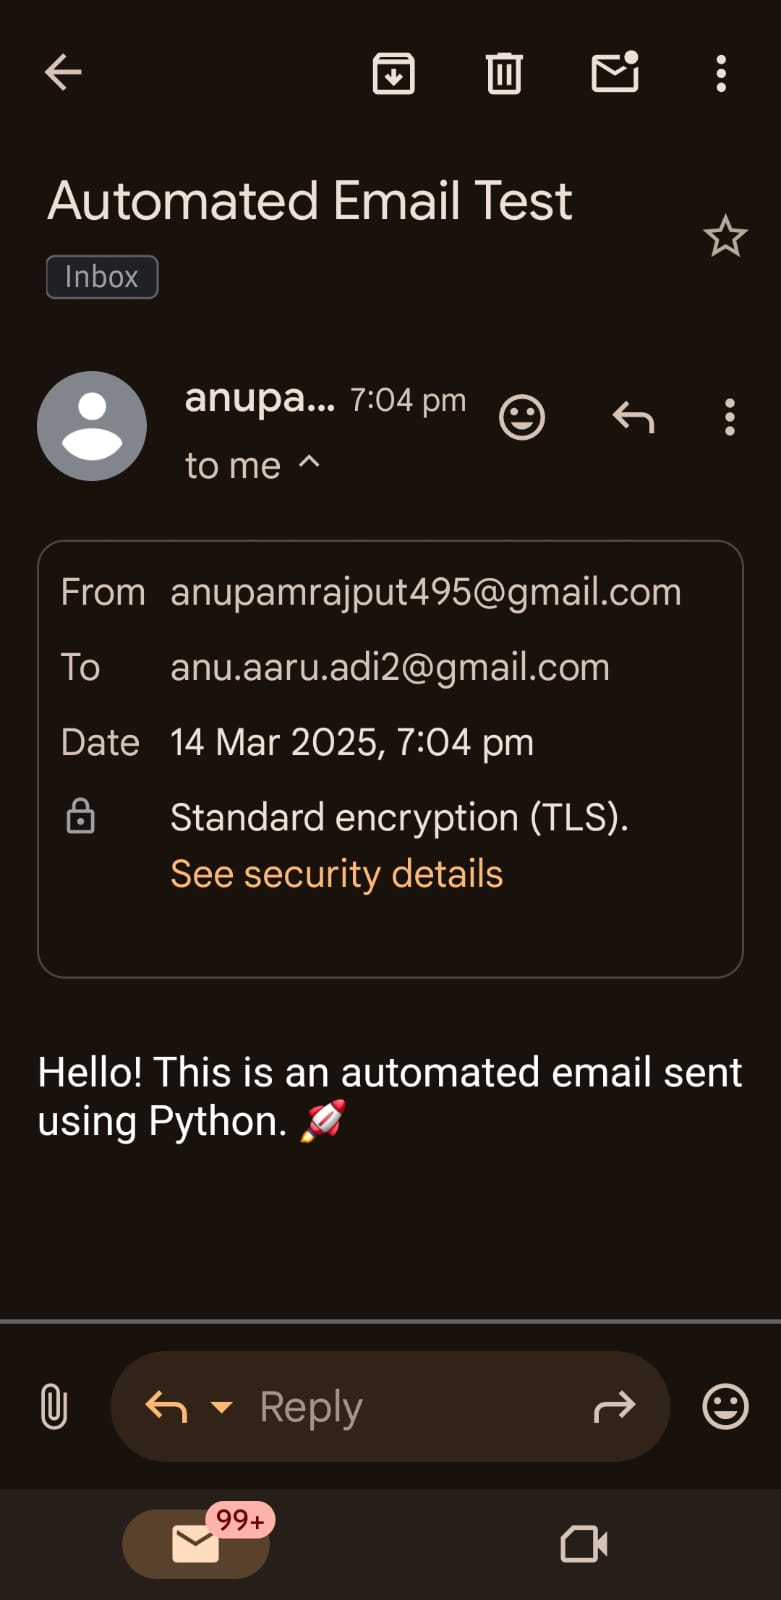 Automated Email Test
Inbox
anupa... 7:04 pm
to me
From anupamrajput495@gmail.com
To anu.aaru.adi2@gmail.com
Date 14 Mar 2025, 7:04 pm
Standard encryption (TLS).
See security details
Hello! This is an automated email sent
using Python. 🚀
Reply
99+